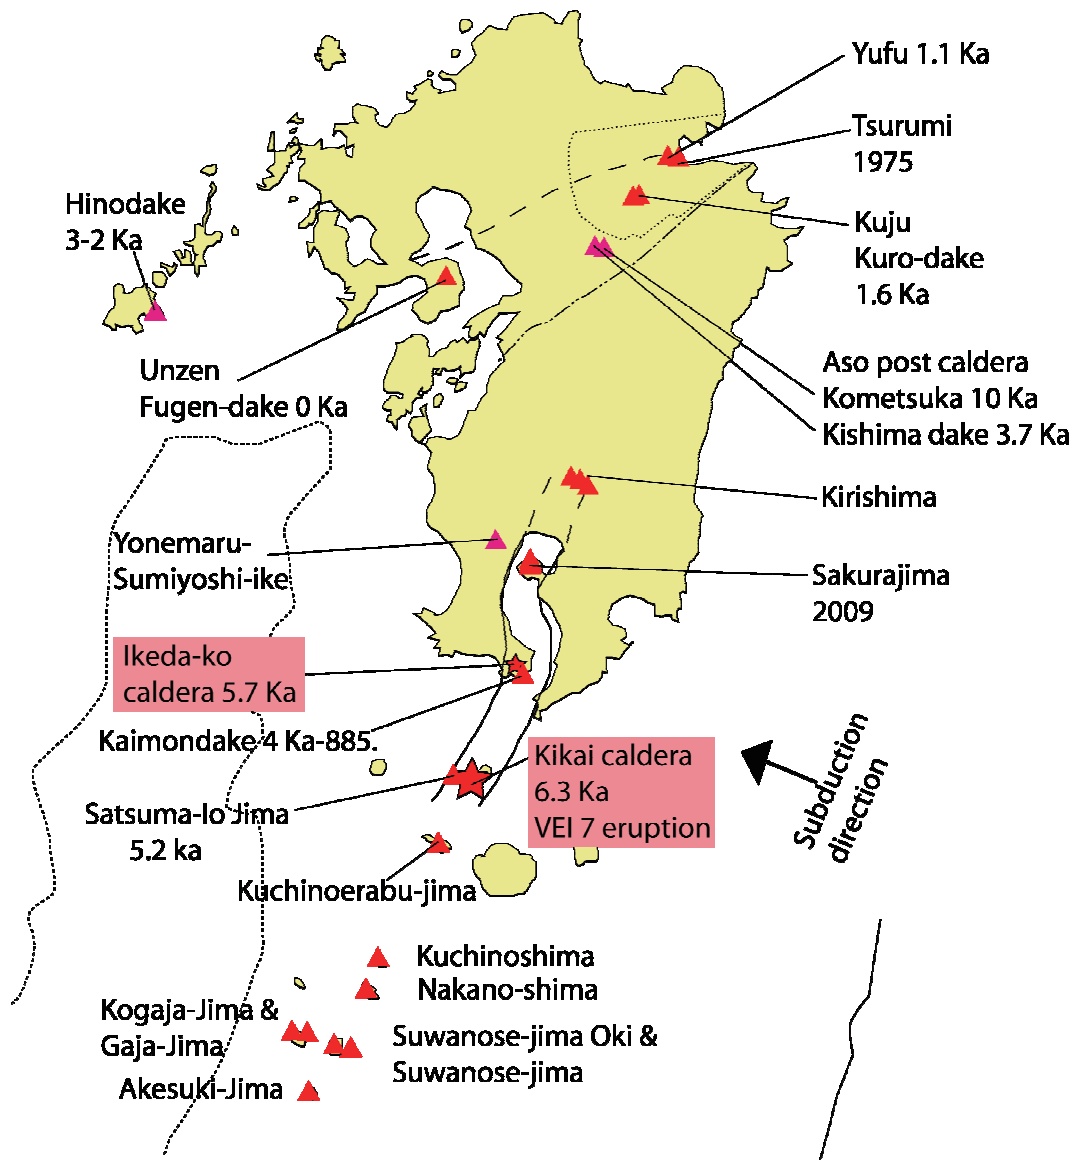 Yufu 1.1 Ka
Tsurumi
1975
Hinodake
3-2 Ka
Kuju
Kuro-dake
1.6 Ka
Unzen
Fugen-dake 0 Ka
Aso post caldera
Kometsuka 10 Ka
Kishima dake 3.7 Ka
Kirishima
Yonemaru-
Sumiyoshi-ike
Sakurajima
2009
Ikeda-ko
caldera 5.7 Ka
Kaimondake 4 Ka-885.
Kikai caldera
6.3 Ka
VEI 7 eruption
Subduction
direction
Satsuma-Io Jima
5.2 ka
Kuchinoerabu-jima
Kuchinoshima
Nakano-shima
Kogaja-Jima &
Gaja-Jima
Suwanose-jima Oki &
Suwanose-jima
Akesuki-Jima